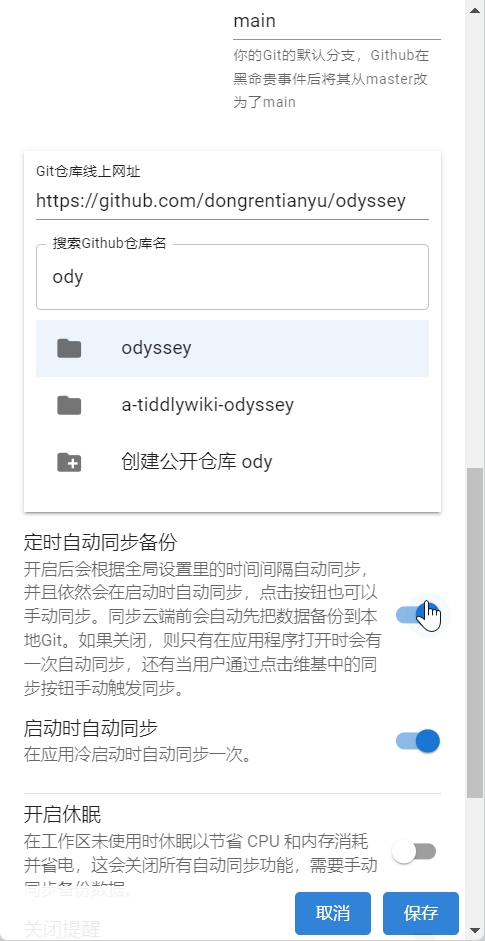 main
你的Git的默认分支，Github在
黑命贵事件后将其从master改
为了main
Git仓库线上网址
https://github.com/dongrentianyu/odyssey
搜索Github仓库名
ody
odyssey
a-tiddlywiki-odyssey
创建公开仓库 ody
定时自动同步备份
开启后会根据全局设置里的时间间隔自动同步，
并且依然会在启动时自动同步，点击按钮也可以
手动同步。同步云端前会自动先把数据备份到本
地Git。如果关闭，则只有在应用程序打开时会有
一次自动同步，还有当用户通过点击维基中的同
步按钮手动触发同步。
启动时自动同步
在应用冷启动时自动同步一次。
开启休眠
在工作区未使用时休眠以节省 CPU 和内存消耗
并省电，这会关闭所有自动同步功能，需要手动
同步备份数据。
关闭提醒
取消
保存